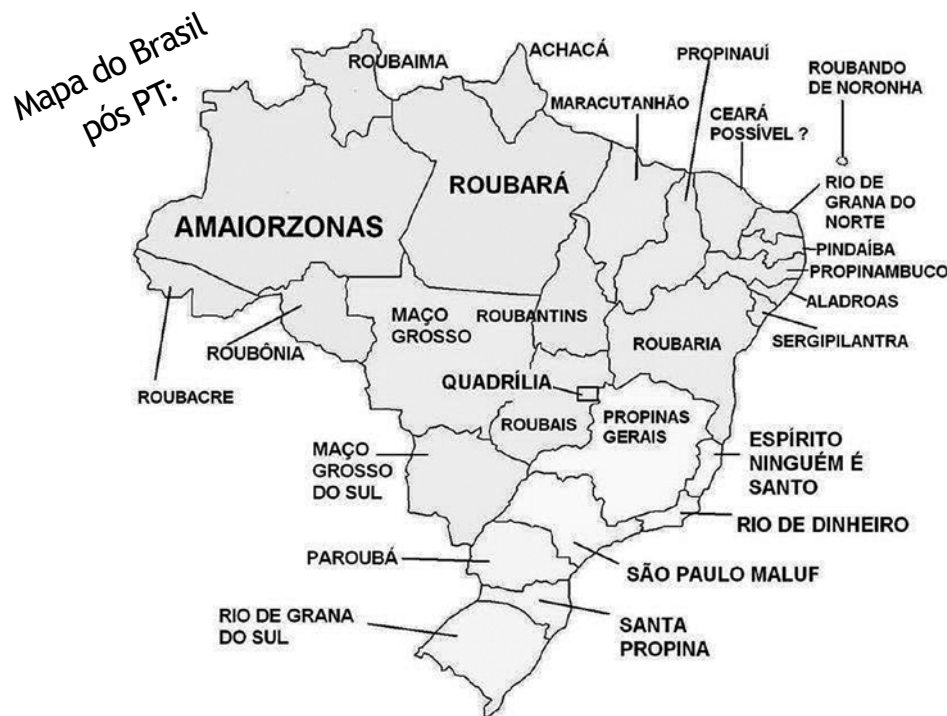 Mapa do Brasil
pós PT:
ROUBAIMA
ACHACÁ
PROPINAUÍ
ROUBANDO
DE NORONHA
MARACUTANHÃO
CEARÁ
POSSÍVEL ?
ROUBARÁ
RIO DE
GRANA DO
NORTE
AMAIORZONAS
PINDAÍBA
PROPINAMBUCO
ALADROAS
MAÇO
GROSSO
ROUBANTINS
SERGIPILANTRA
ROUBARIA
ROUBÔNIA
QUADRÍLIA
ROUBACRE
ROUBAIS
PROPINAS
GERAIS
MAÇO
GROSSO
DO SUL
ESPÍRITO
NINGUÉM É
SANTO
RIO DE DINHEIRO
PAROUBÁ
SÃO PAULO MALUF
RIO DE GRANA
DO SUL
SANTA
PROPINA